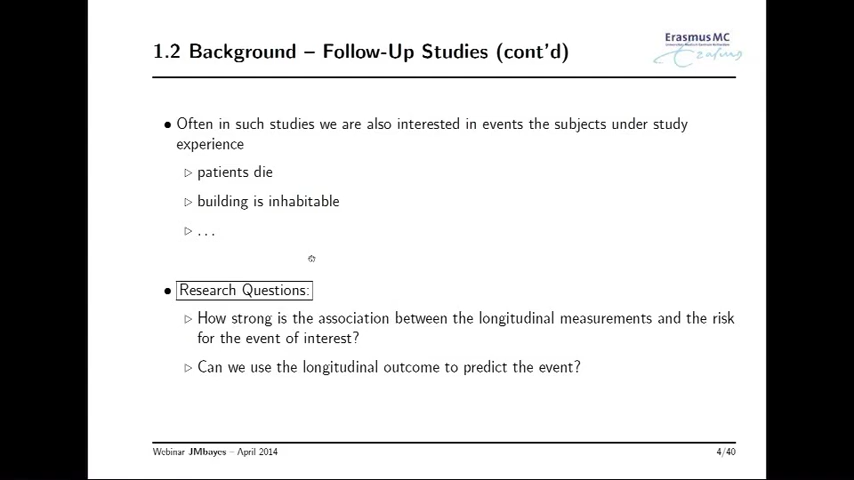 1.2 Background – Follow-Up Studies (cont'd)
Erasmus MC
• Often in such studies we are also interested in events the subjects under study
experience
▷ patients die
▷ building is inhabitable
▷ . . .
• Research Questions:
▷ How strong is the association between the longitudinal measurements and the risk
for the event of interest?
▷ Can we use the longitudinal outcome to predict the event?
Webinar JMbayes – April 2014
4/40